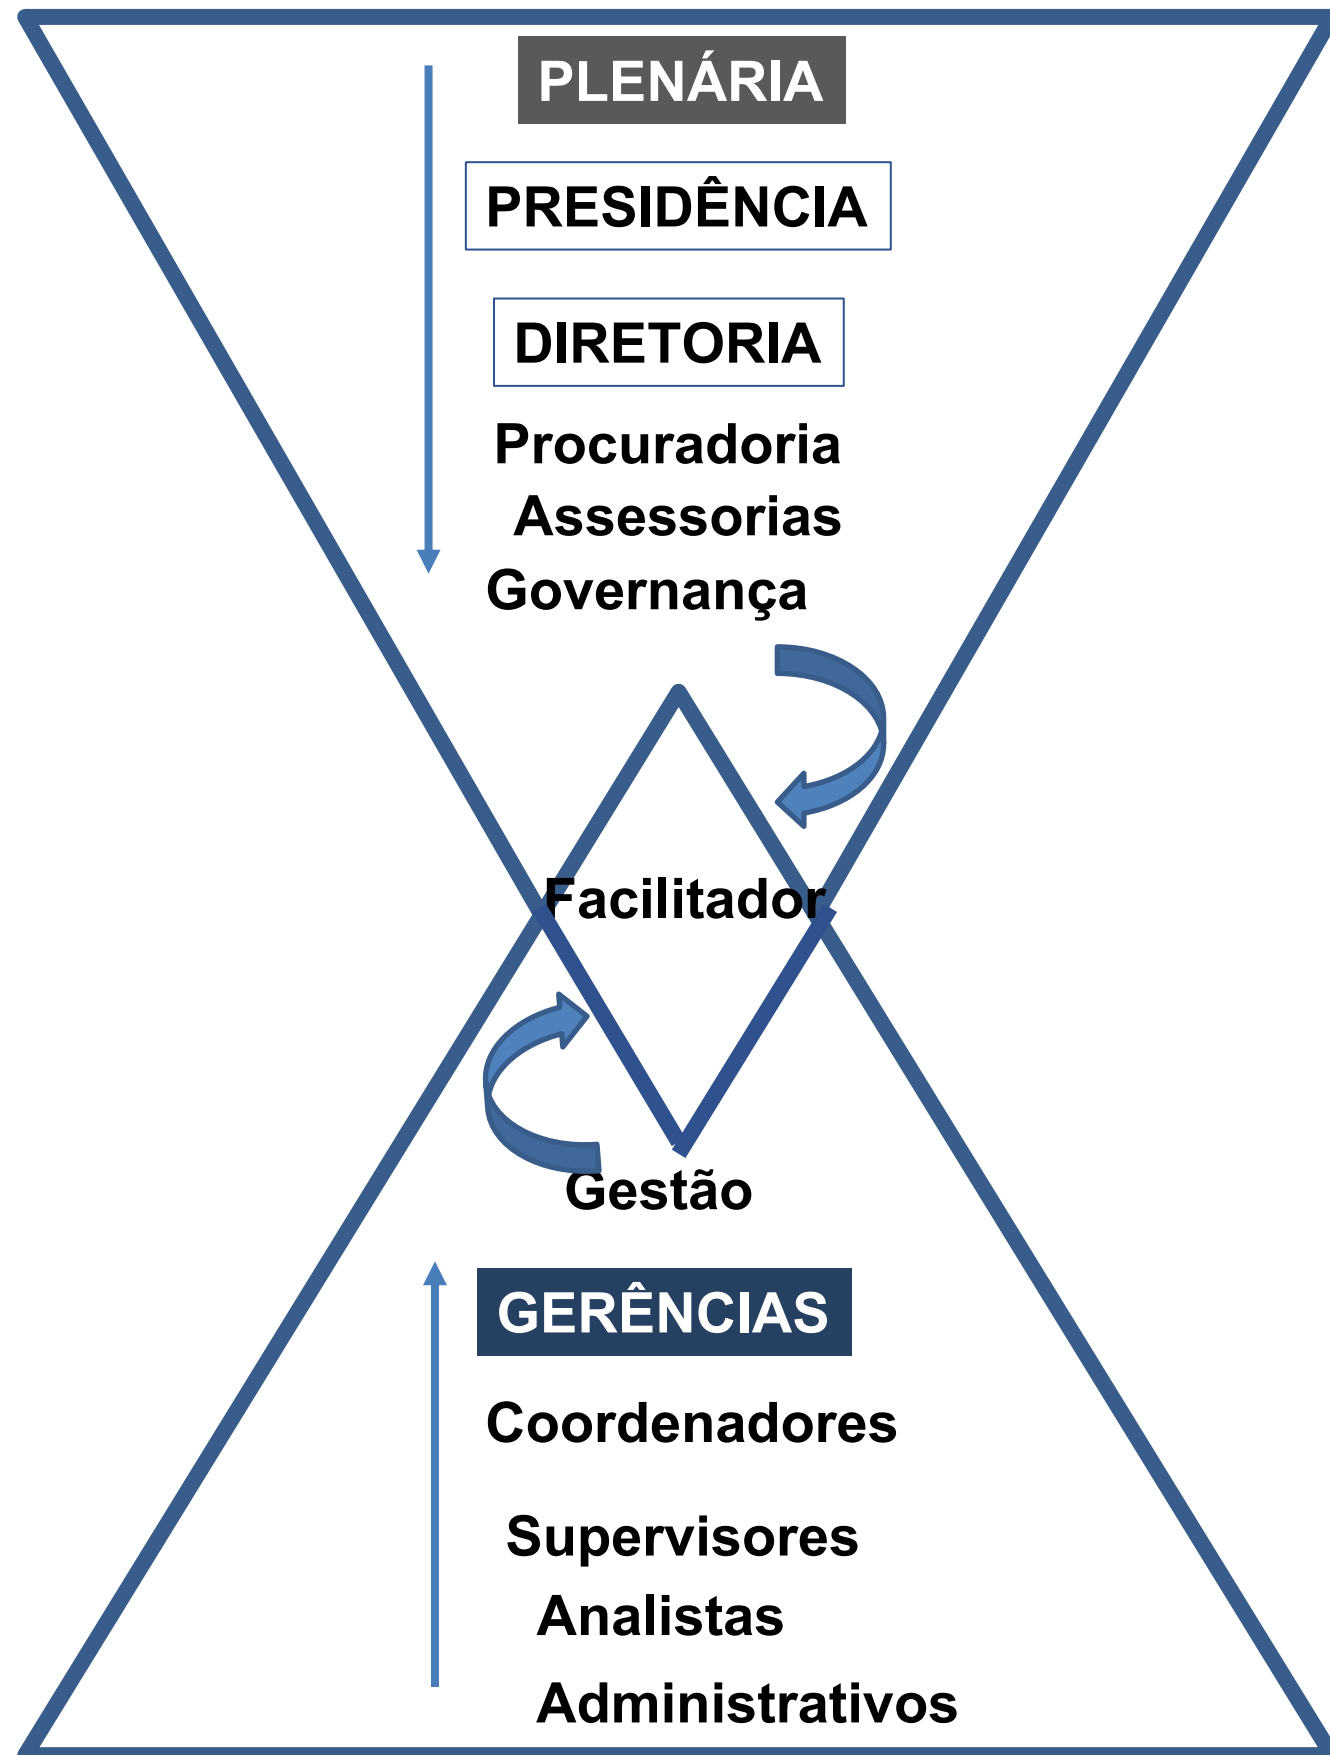 PLENÁRIA
PRESIDÊNCIA
DIRETORIA
Procuradoria
Assessorias
Governança
Facilitador
Gestão
GERÊNCIAS
Coordenadores
Supervisores
Analistas
Administrativos